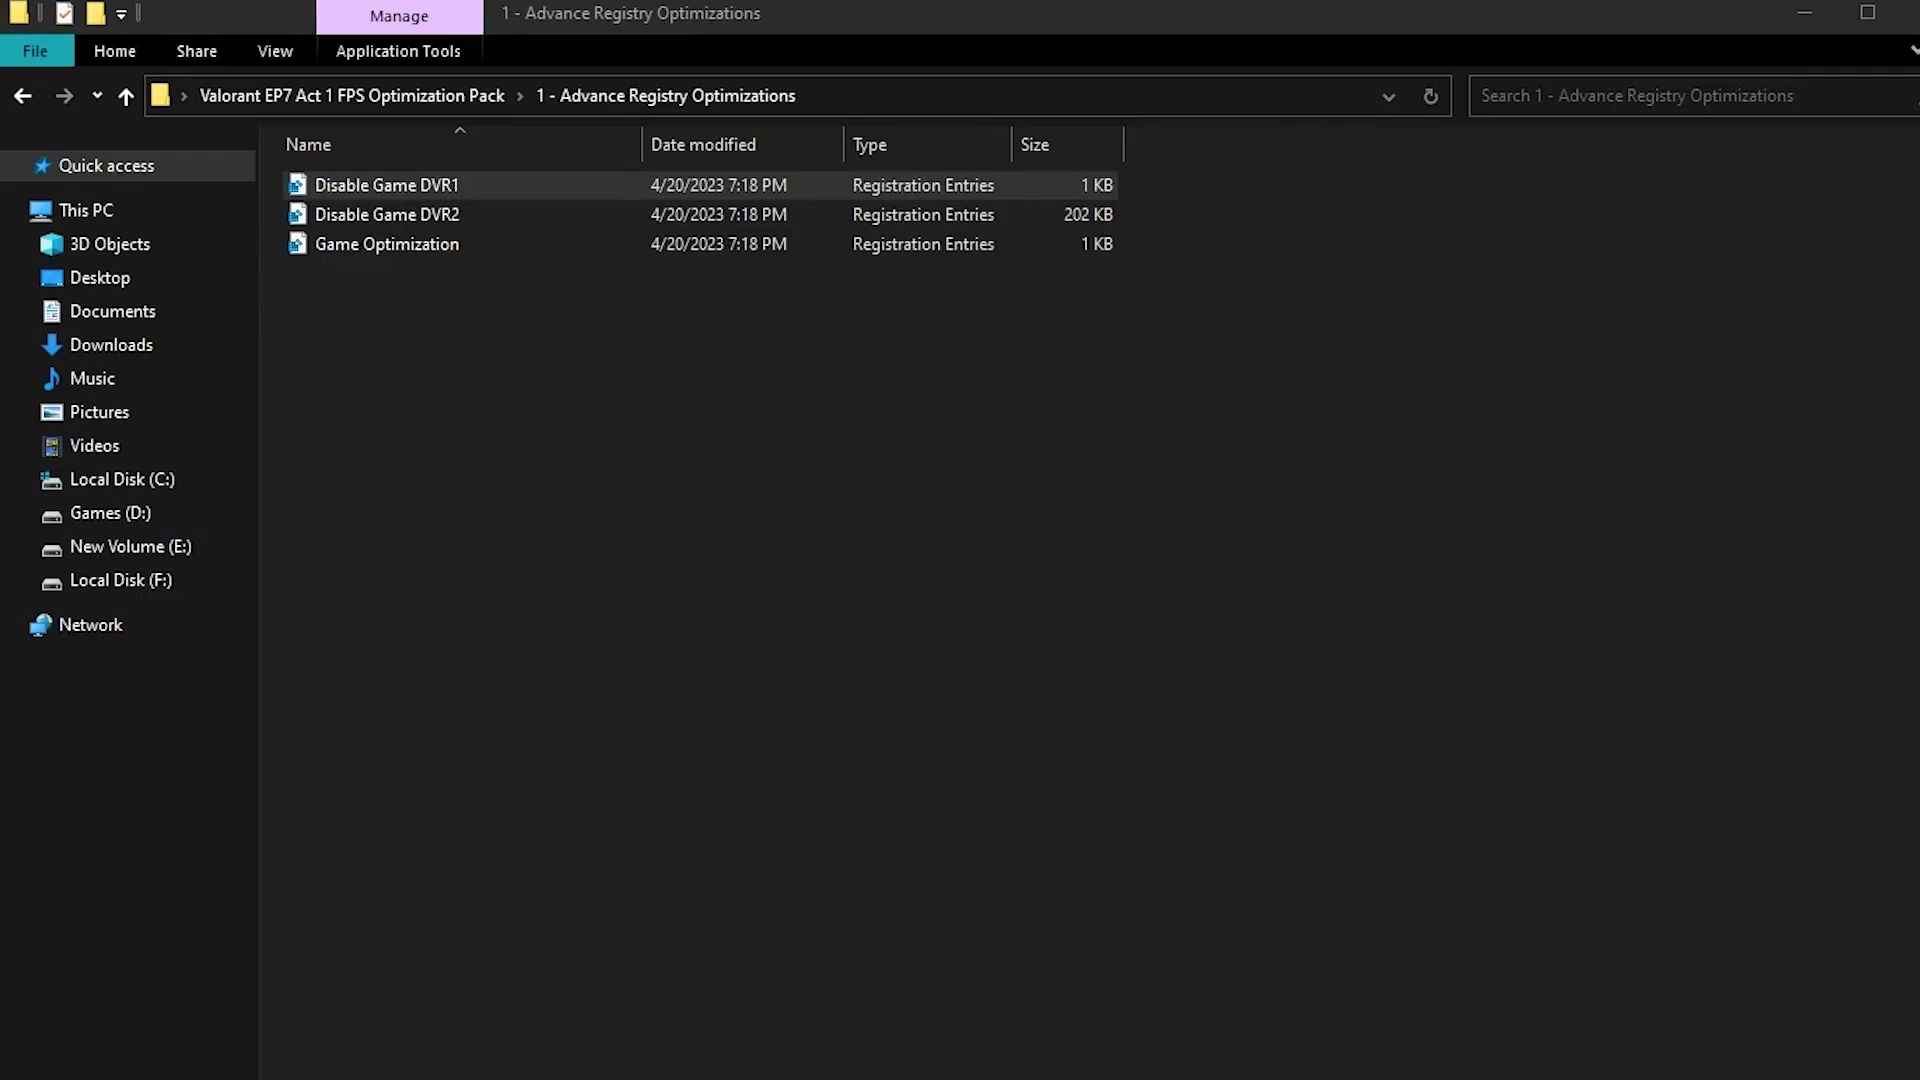 Manage
1 - Advance Registry Optimizations
File
Home
Share
View
Application Tools
Valorant EP7 Act 1 FPS Optimization Pack
1 - Advance Registry Optimizations
Search 1 - Advance Registry Optimizations
Name
Date modified
Type
Size
Disable Game DVR1 4/20/2023 7:18 PM Registration Entries 1 KB
Disable Game DVR2 4/20/2023 7:18 PM Registration Entries 202 KB
Game Optimization 4/20/2023 7:18 PM Registration Entries 1 KB
Quick access
This PC
3D Objects
Desktop
Documents
Downloads
Music
Pictures
Videos
Local Disk (C:)
Games (D:)
New Volume (E:)
Local Disk (F:)
Network